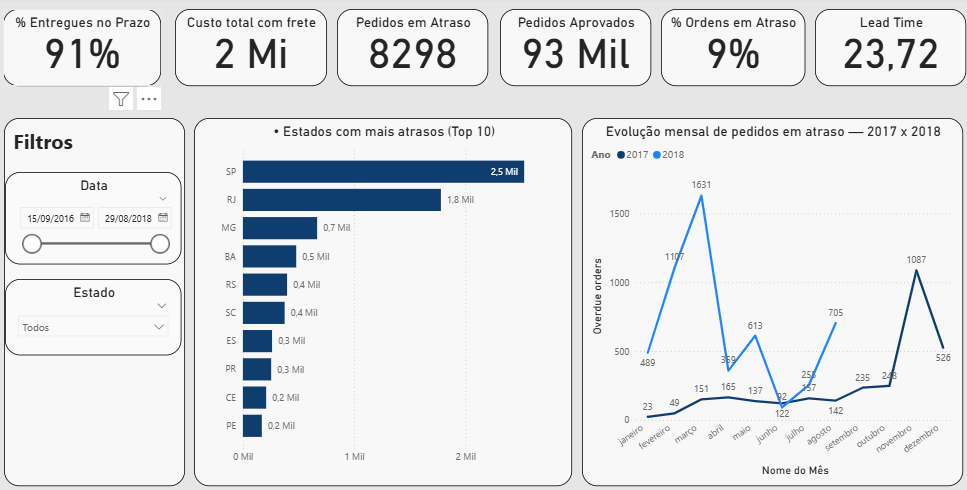 % Entregues no Prazo
91%
Custo total com frete
2 Mi
Pedidos em Atraso
8298
Pedidos Aprovados
93 Mil
% Ordens em Atraso
9%
Lead Time
23,72
Filtros
Data
15/09/2016
29/08/2018
Estado
Todos
• Estados com mais atrasos (Top 10)
SP 2,5 Mil
RJ 1,8 Mil
MG 0,7 Mil
BA 0,5 Mil
RS 0,4 Mil
SC 0,4 Mil
ES 0,3 Mil
PR 0,3 Mil
CE 0,2 Mil
PE 0,2 Mil
0 Mil 1 Mil 2 Mil
Evolução mensal de pedidos em atraso — 2017 x 2018
Ano 2017 2018
Overdue orders
1500
1000
500
0
489
1107
1631
359
613
92
255
705
23
49
151
165
137
122
157
142
235
248
1087
526
janeiro
fevereiro
março
abril
maio
junho
julho
agosto
setembro
outubro
novembro
dezembro
Nome do Mês